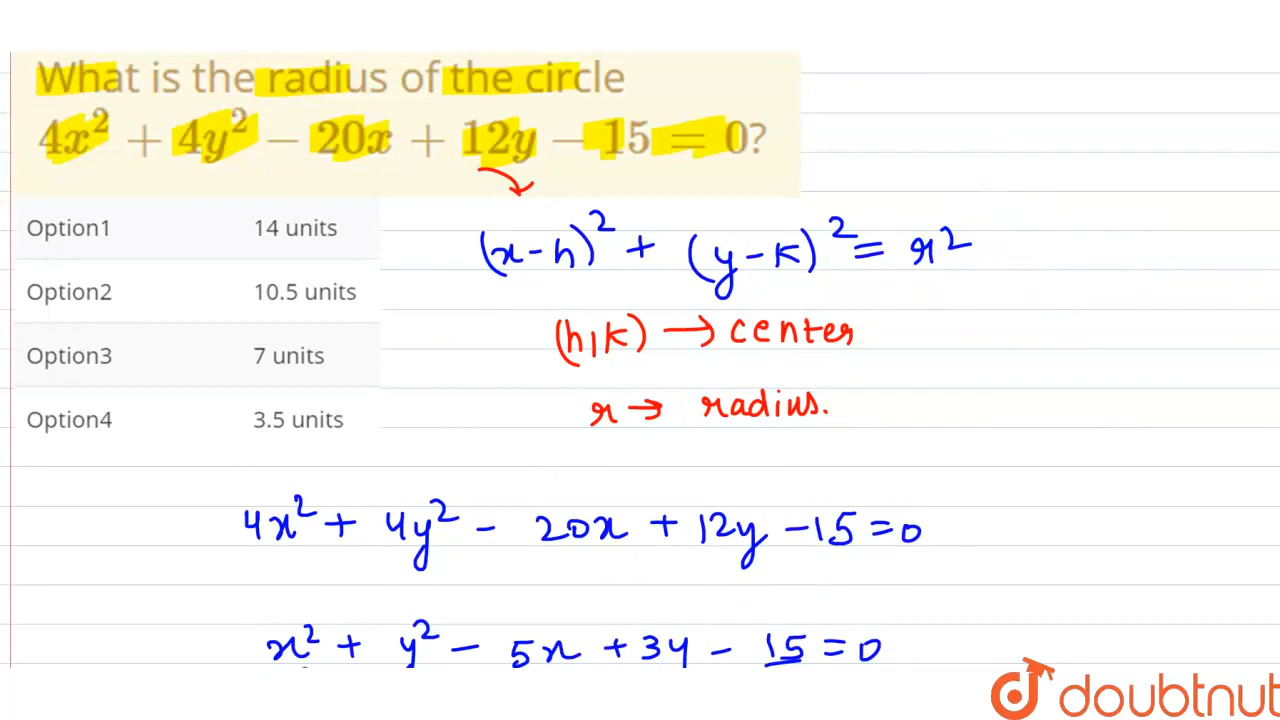 What is the radius of the circle
4x² + 4y² − 20x + 12y − 15 = 0?
Option1 14 units
Option2 10.5 units
Option3 7 units
Option4 3.5 units
(x-h)² + (y-k)² = r²
(h,k) → center
r → radius.
4x² + 4y² - 20x + 12y - 15 = 0
x² + y² - 5x + 3y - 15 = 0
doubtnut